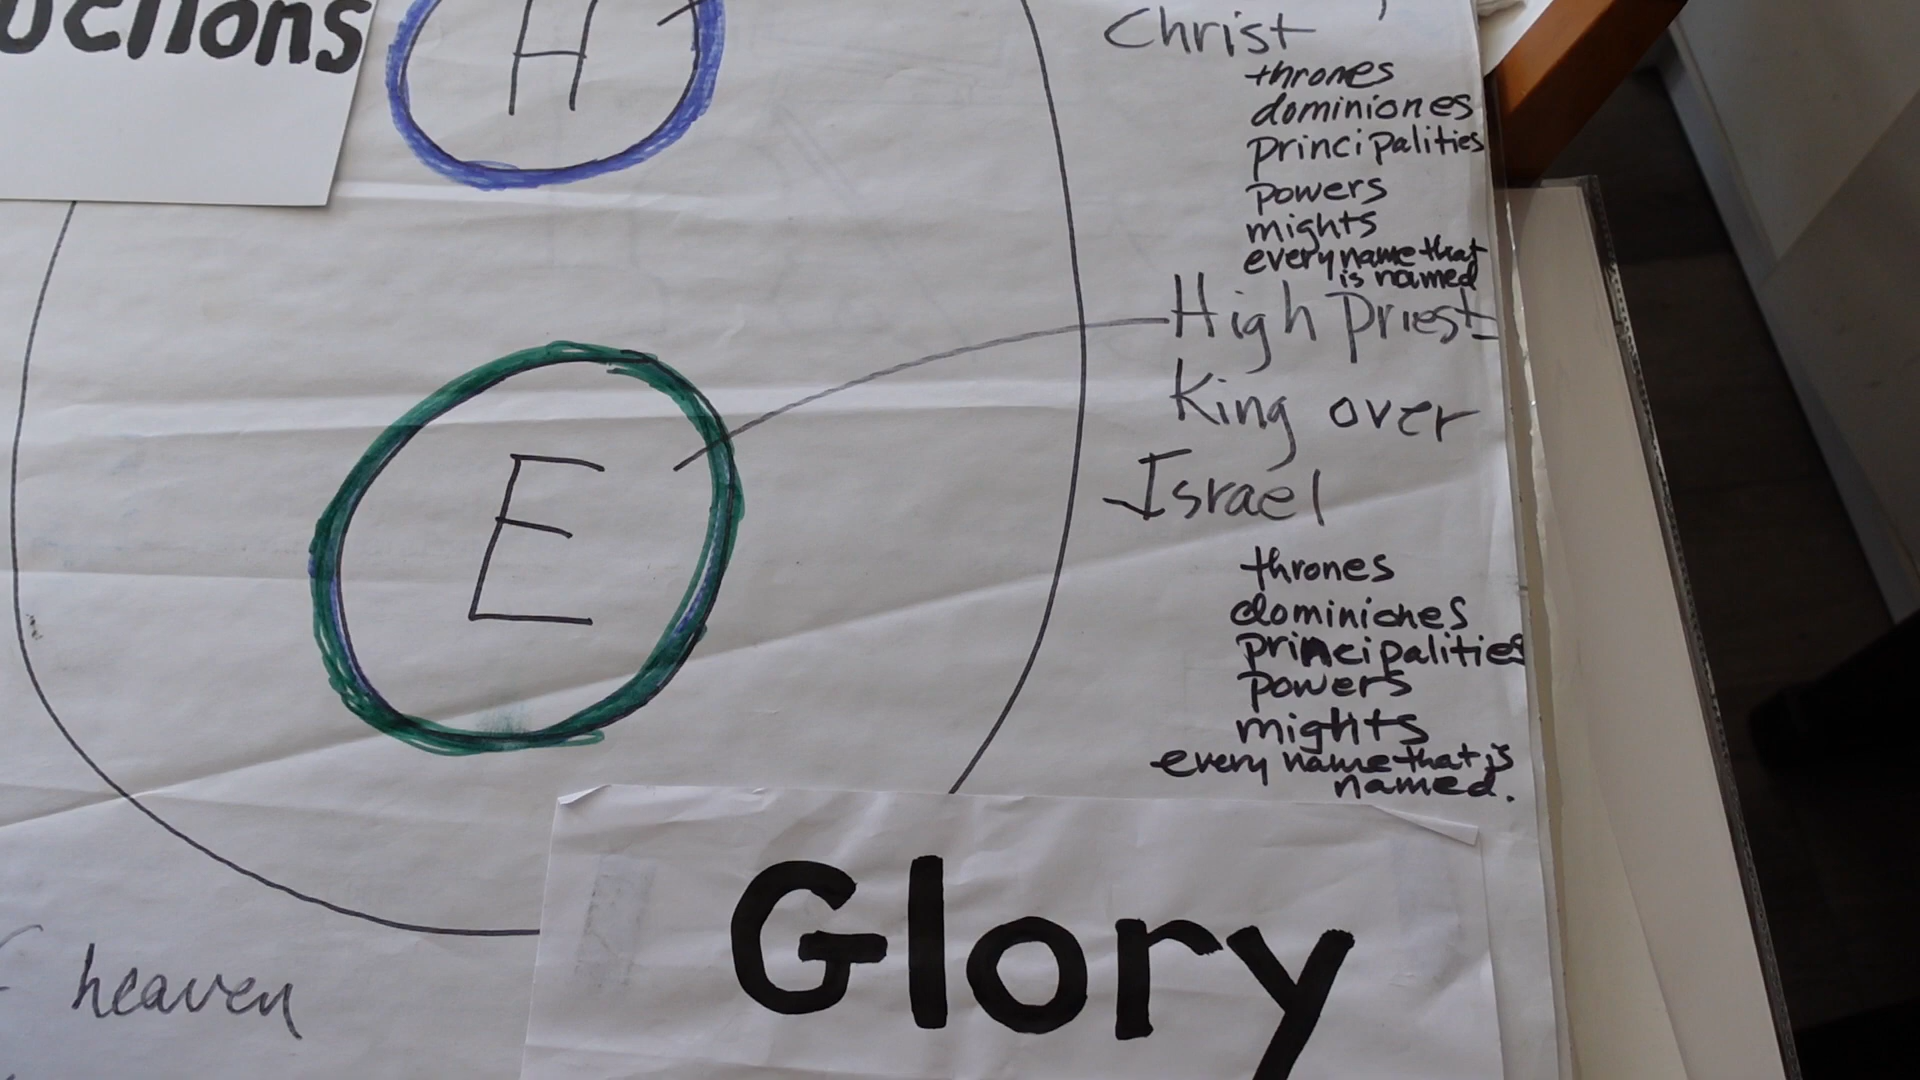 uctions
H
Christ
thrones
dominiones
principalities
powers
mights
every name that
is named
High Priest
King over
Israel
E
thrones
dominiones
principalities
powers
mights
every name that is
named.
Glory
heaven